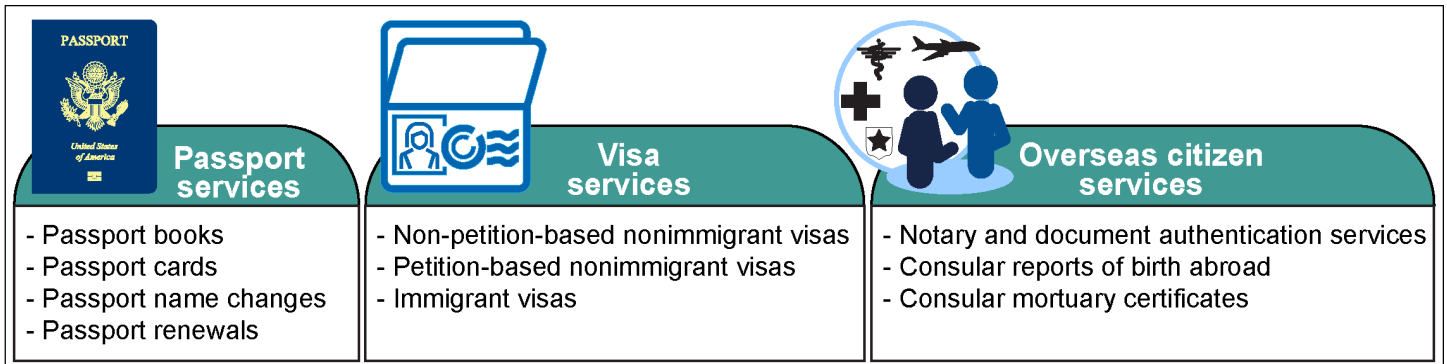 PASSPORT
United States
of America
Passport
services
- Passport books
- Passport cards
- Passport name changes
- Passport renewals
Visa
services
- Non-petition-based nonimmigrant visas
- Petition-based nonimmigrant visas
- Immigrant visas
Overseas citizen
services
- Notary and document authentication services
- Consular reports of birth abroad
- Consular mortuary certificates